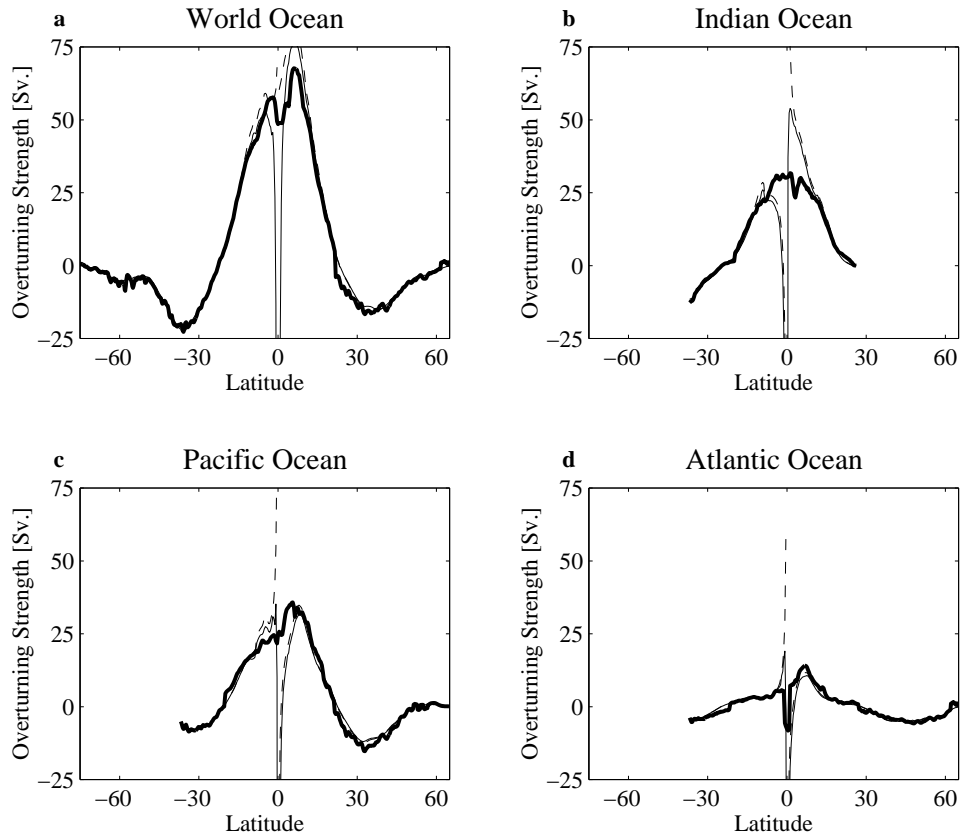 a World Ocean
75
50
25
0
−25
−60 −30 0 30 60
Latitude
Overturning Strength [Sv.]
b Indian Ocean
75
50
25
0
−25
−60 −30 0 30 60
Latitude
Overturning Strength [Sv.]
c Pacific Ocean
75
50
25
0
−25
−60 −30 0 30 60
Latitude
Overturning Strength [Sv.]
d Atlantic Ocean
75
50
25
0
−25
−60 −30 0 30 60
Latitude
Overturning Strength [Sv.]